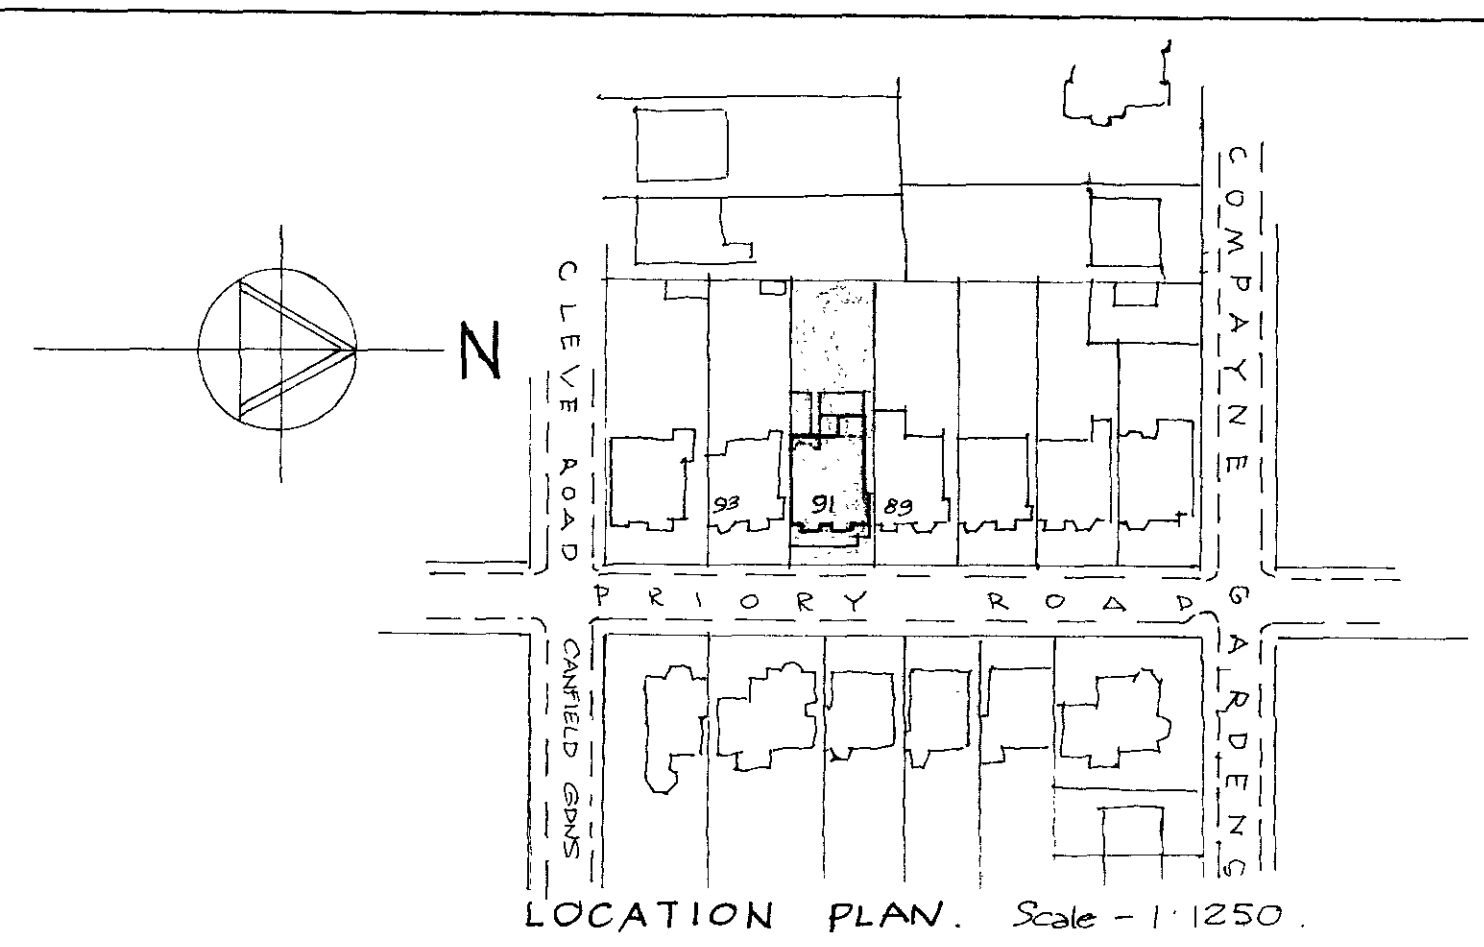 COMPAYNE GARDENS
CLEVE ROAD
N
93
91
89
PRIORY ROAD
CANFIELD GDNS
LOCATION PLAN. Scale - 1:1250.